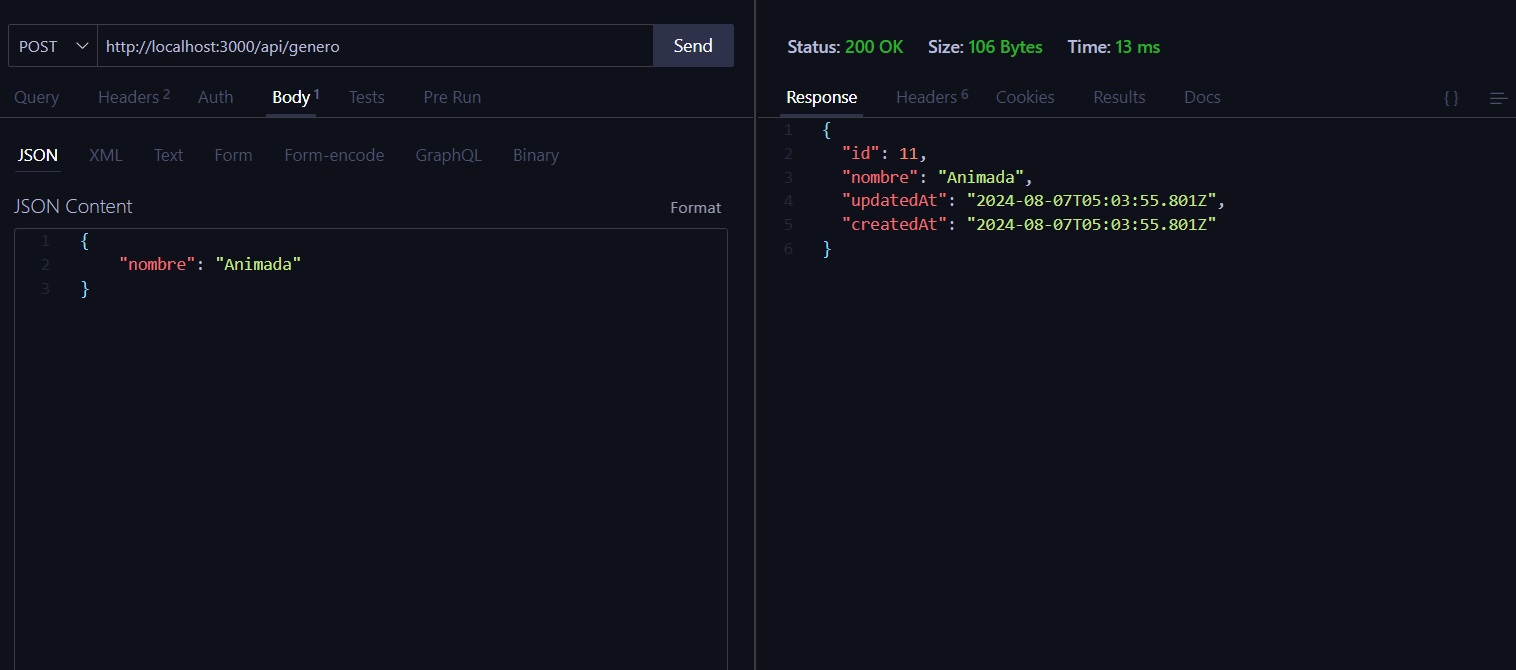 POST http://localhost:3000/api/genero Send
Query Headers 2 Auth Body 1 Tests Pre Run
JSON XML Text Form Form-encode GraphQL Binary
JSON Content Format
1 {
2 "nombre": "Animada"
3 }
Status: 200 OK Size: 106 Bytes Time: 13 ms
Response Headers 6 Cookies Results Docs { }
1 {
2 "id": 11,
3 "nombre": "Animada",
4 "updatedAt": "2024-08-07T05:03:55.801Z",
5 "createdAt": "2024-08-07T05:03:55.801Z"
6 }